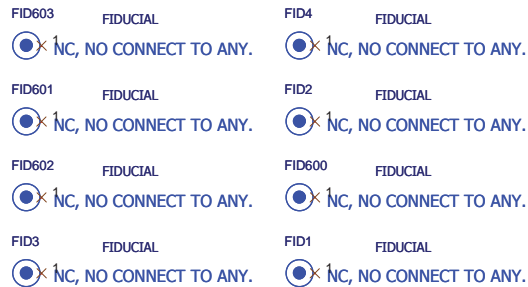 FID603 FIDUCIAL
1 NC, NO CONNECT TO ANY.
FID601 FIDUCIAL
1 NC, NO CONNECT TO ANY.
FID602 FIDUCIAL
1 NC, NO CONNECT TO ANY.
FID3 FIDUCIAL
1 NC, NO CONNECT TO ANY.
FID4 FIDUCIAL
1 NC, NO CONNECT TO ANY.
FID2 FIDUCIAL
1 NC, NO CONNECT TO ANY.
FID600 FIDUCIAL
1 NC, NO CONNECT TO ANY.
FID1 FIDUCIAL
1 NC, NO CONNECT TO ANY.